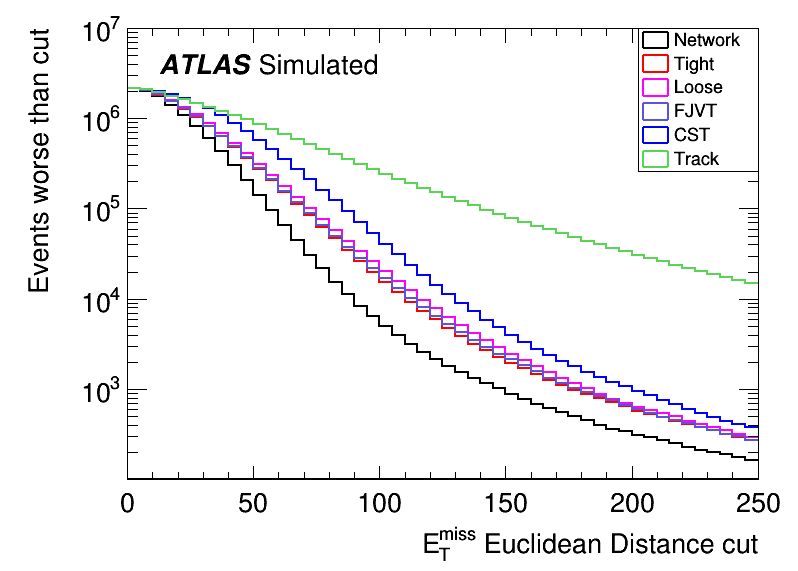 Events worse than cut
10⁷
10⁶
10⁵
10⁴
10³
ATLAS Simulated
Network
Tight
Loose
FJVT
CST
Track
0 50 100 150 200 250
E_T^miss Euclidean Distance cut